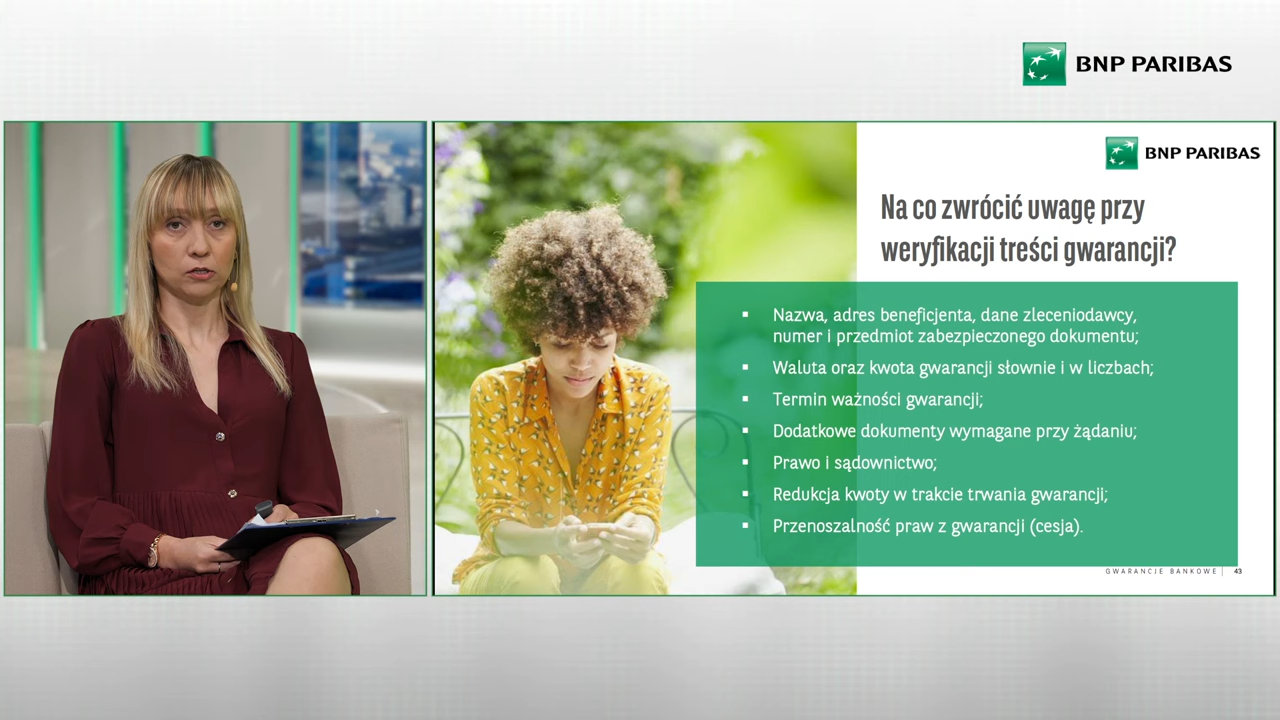 BNP PARIBAS
BNP PARIBAS
Na co zwrócić uwagę przy
weryfikacji treści gwarancji?
▪ Nazwa, adres beneficjenta, dane zleceniodawcy,
numer i przedmiot zabezpieczonego dokumentu;
▪ Waluta oraz kwota gwarancji słownie i w liczbach;
▪ Termin ważności gwarancji;
▪ Dodatkowe dokumenty wymagane przy żądaniu;
▪ Prawo i sądownictwo;
▪ Redukcja kwoty w trakcie trwania gwarancji;
▪ Przenoszalność praw z gwarancji (cesja).
GWARANCJE BANKOWE | 43